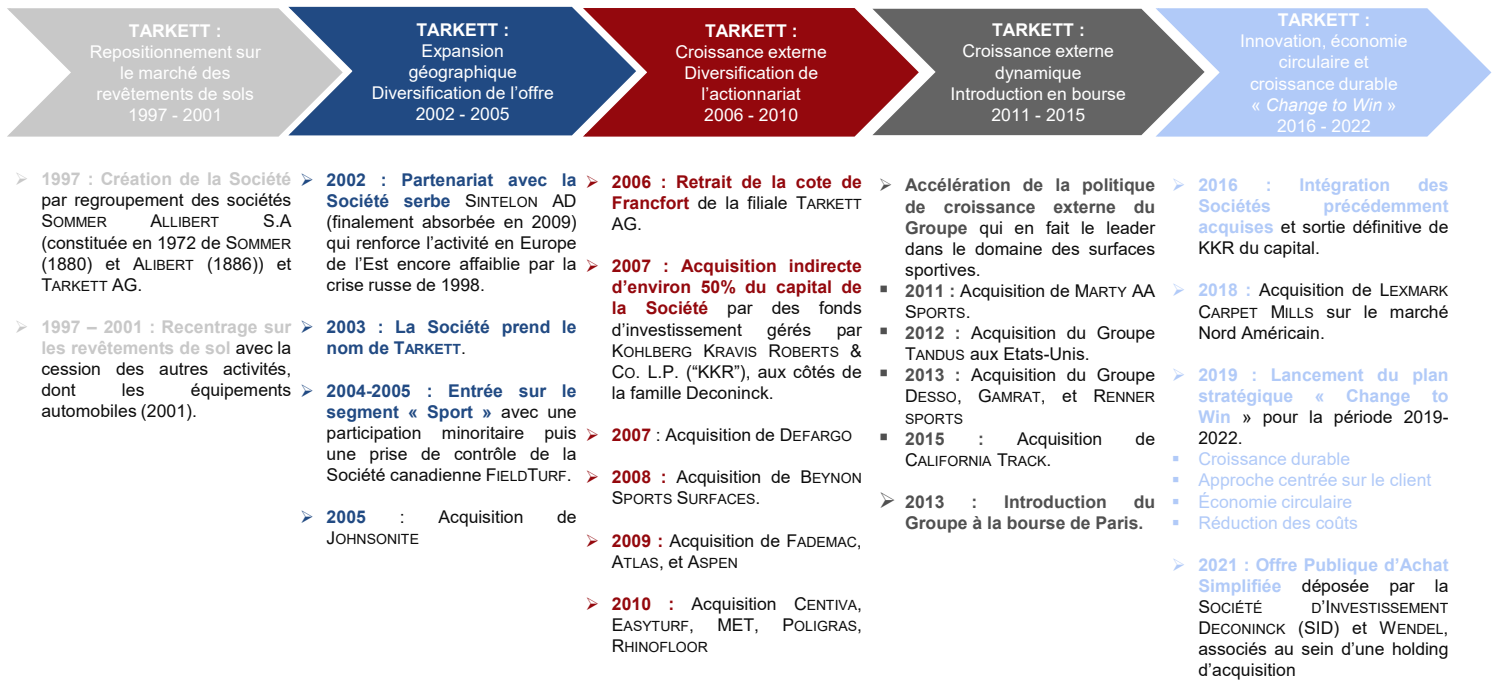 TARKETT :
Repositionnement sur
le marché des
revêtements de sols
1997 - 2001
TARKETT :
Expansion
géographique
Diversification de l'offre
2002 - 2005
TARKETT :
Croissance externe
Diversification de
l'actionnariat
2006 - 2010
TARKETT :
Croissance externe
dynamique
Introduction en bourse
2011 - 2015
TARKETT :
Innovation, économie
circulaire et
croissance durable
« Change to Win »
2016 - 2022
➢ 1997 : Création de la Société
par regroupement des sociétés
SOMMER ALLIBERT S.A
(constituée en 1972 de SOMMER
(1880) et ALIBERT (1886)) et
TARKETT AG.
➢ 1997 – 2001 : Recentrage sur
les revêtements de sol avec la
cession des autres activités,
dont les équipements
automobiles (2001).
➢ 2002 : Partenariat avec la
Société serbe SINTELON AD
(finalement absorbée en 2009)
qui renforce l'activité en Europe
de l'Est encore affaiblie par la
crise russe de 1998.
➢ 2003 : La Société prend le
nom de TARKETT.
➢ 2004-2005 : Entrée sur le
segment « Sport » avec une
participation minoritaire puis
une prise de contrôle de la
Société canadienne FIELDTURF.
➢ 2005 : Acquisition de
JOHNSONITE
➢ 2006 : Retrait de la cote de
Francfort de la filiale TARKETT
AG.
➢ 2007 : Acquisition indirecte
d'environ 50% du capital de
la Société par des fonds
d'investissement gérés par
KOHLBERG KRAVIS ROBERTS &
CO. L.P. ("KKR"), aux côtés de
la famille Deconinck.
➢ 2007 : Acquisition de DEFARGO
➢ 2008 : Acquisition de BEYNON
SPORTS SURFACES.
➢ 2009 : Acquisition de FADEMAC,
ATLAS, et ASPEN
➢ 2010 : Acquisition CENTIVA,
EASYTURF, MET, POLIGRAS,
RHINOFLOOR
➢ Accélération de la politique
de croissance externe du
Groupe qui en fait le leader
dans le domaine des surfaces
sportives.
▪ 2011 : Acquisition de MARTY AA
SPORTS.
▪ 2012 : Acquisition du Groupe
TANDUS aux Etats-Unis.
▪ 2013 : Acquisition du Groupe
DESSO, GAMRAT, et RENNER
SPORTS
▪ 2015 : Acquisition de
CALIFORNIA TRACK.
➢ 2013 : Introduction du
Groupe à la bourse de Paris.
➢ 2016 : Intégration des
Sociétés précédemment
acquises et sortie définitive de
KKR du capital.
➢ 2018 : Acquisition de LEXMARK
CARPET MILLS sur le marché
Nord Américain.
➢ 2019 : Lancement du plan
stratégique « Change to
Win » pour la période 2019-
2022.
▪ Croissance durable
▪ Approche centrée sur le client
▪ Économie circulaire
▪ Réduction des coûts
➢ 2021 : Offre Publique d'Achat
Simplifiée déposée par la
SOCIÉTÉ D'INVESTISSEMENT
DECONINCK (SID) et WENDEL,
associés au sein d'une holding
d'acquisition